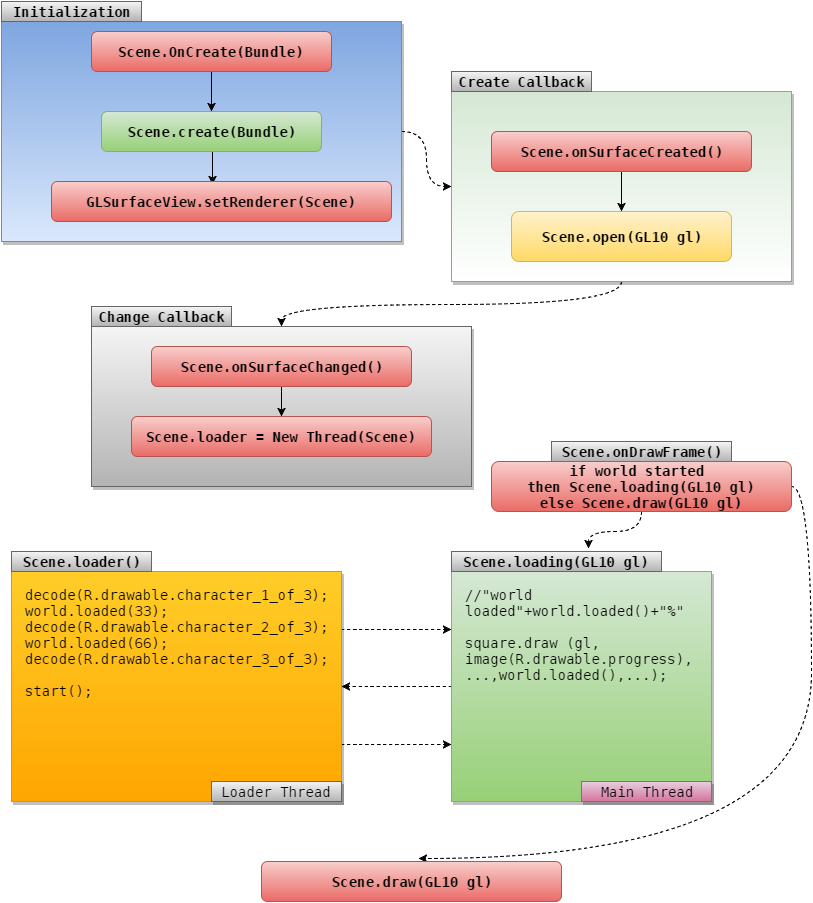 Initialization
Scene.OnCreate(Bundle)
Scene.create(Bundle)
GLSurfaceView.setRenderer(Scene)
Create Callback
Scene.onSurfaceCreated()
Scene.open(GL10 gl)
Change Callback
Scene.onSurfaceChanged()
Scene.loader = New Thread(Scene)
Scene.onDrawFrame()
if world started
then Scene.loading(GL10 gl)
else Scene.draw(GL10 gl)
Scene.loader()
decode(R.drawable.character_1_of_3);
world.loaded(33);
decode(R.drawable.character_2_of_3);
world.loaded(66);
decode(R.drawable.character_3_of_3);
start();
Loader Thread
Scene.loading(GL10 gl)
//"world
loaded"+world.loaded()+"%"
square.draw (gl,
image(R.drawable.progress),
...,world.loaded(),...);
Main Thread
Scene.draw(GL10 gl)